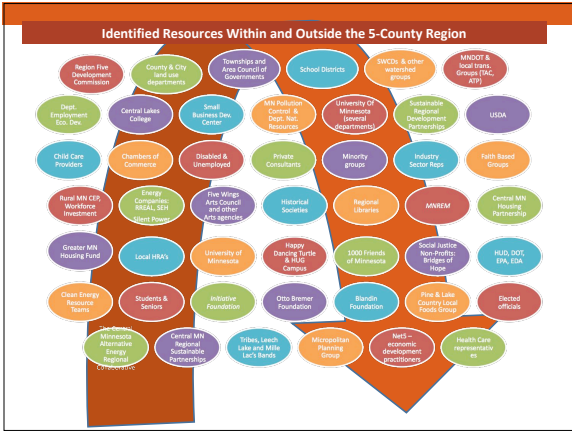 Identified Resources Within and Outside the 5-County Region
Region Five
Development
Commission
County & City
land use
departments
Townships and
Area Council of
Governments
School Districts
SWCDs & other
watershed
groups
MNDOT &
local trans.
Groups (TAC,
ATP)
Dept.
Employment
Eco. Dev.
Central Lakes
College
Small
Business Dev.
Center
MN Pollution
Control &
Dept. Nat.
Resources
University Of
Minnesota
(several
departments)
Sustainable
Regional
Development
Partnerships
USDA
Child Care
Providers
Chambers of
Commerce
Disabled &
Unemployed
Private
Consultants
Minority
groups
Industry
Sector Reps
Faith Based
Groups
Rural MN CEP,
Workforce
Investment
Energy
Companies:
RREAL, SEH
Silent Power
Five Wings
Arts Council
and other
Arts agencies
Historical
Societies
Regional
Libraries
MWREM
Central MN
Housing
Partnership
Greater MN
Housing Fund
Local HRA's
University of
Minnesota
Happy
Dancing Turtle
& HUG
Campus
1000 Friends
of Minnesota
Social Justice
Non-Profits:
Bridges of
Hope
HUD, DOT,
EPA, EDA
Clean Energy
Resource
Teams
Students &
Seniors
Initiative
Foundation
Otto Bremer
Foundation
Blandin
Foundation
Pine & Lake
Country Local
Foods Group
Elected
officials
The Central
Minnesota
Alternative
Energy
Regional
Collaborative
Central MN
Regional
Sustainable
Partnerships
Tribes, Leech
Lake and Mille
Lac's Bands
Micropolitan
Planning
Group
Net5 –
economic
development
practitioners
Health Care
representativ
es